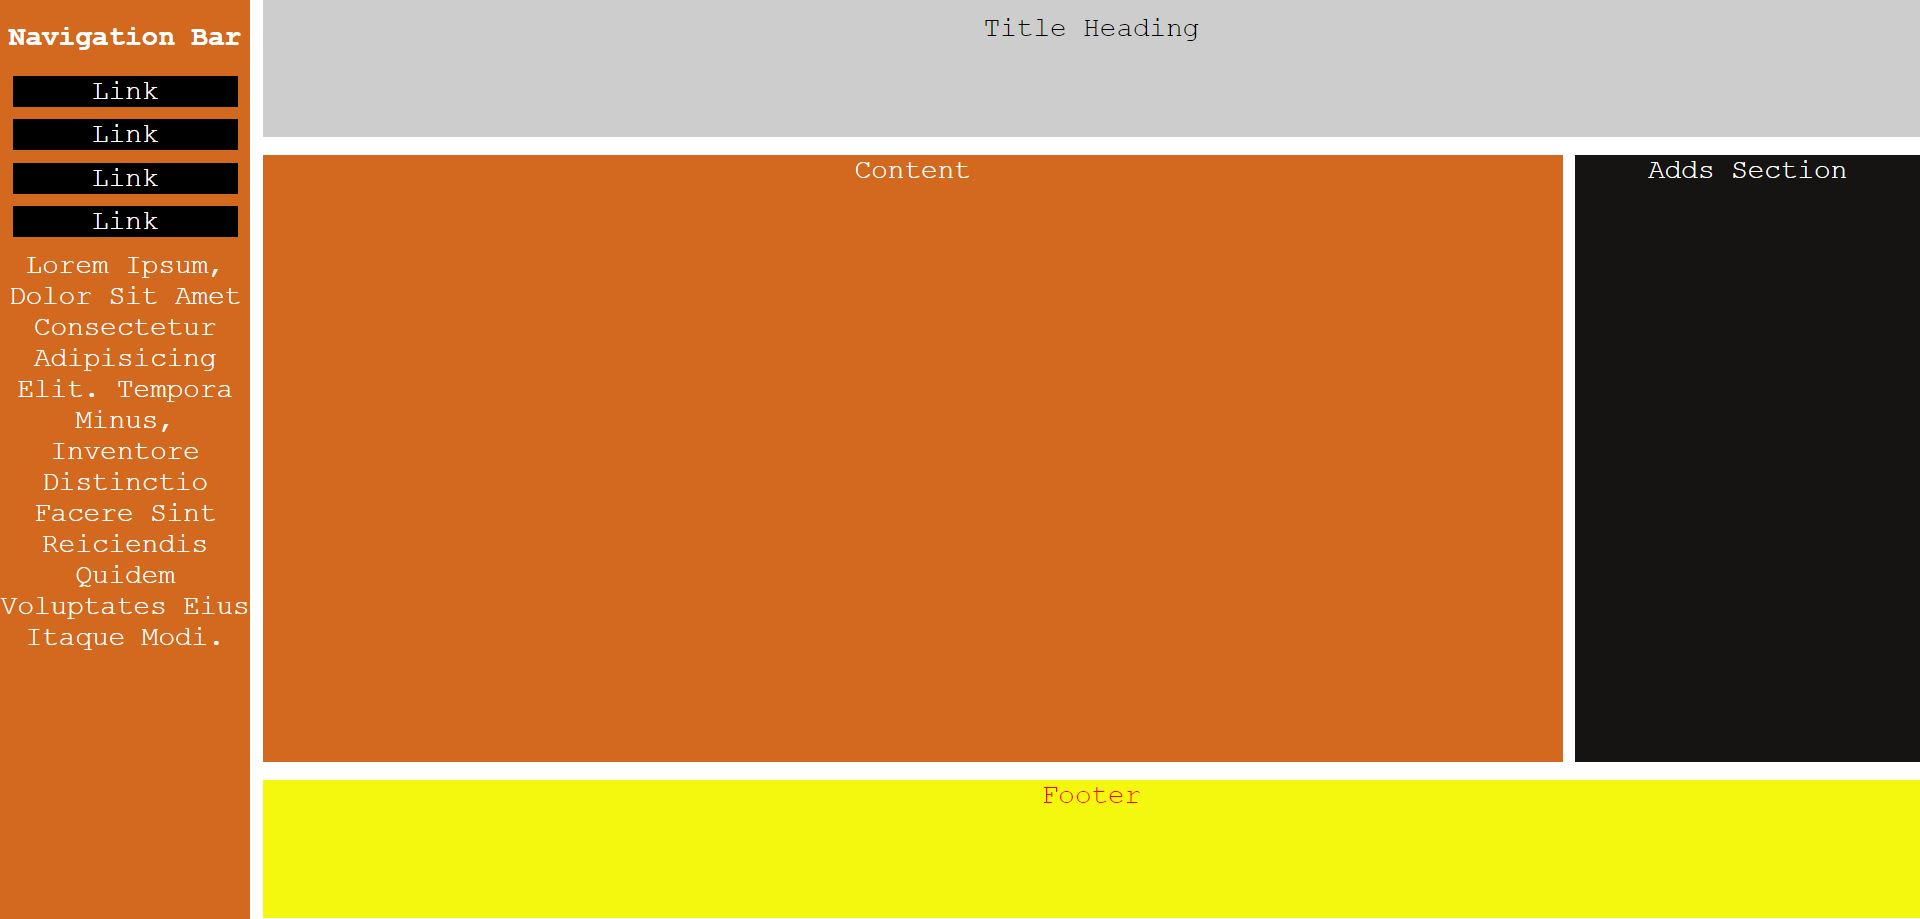 Navigation Bar
Link
Link
Link
Link
Lorem Ipsum,
Dolor Sit Amet
Consectetur
Adipisicing
Elit. Tempora
Minus,
Inventore
Distinctio
Facere Sint
Reiciendis
Quidem
Voluptates Eius
Itaque Modi.
Title Heading
Content
Adds Section
Footer